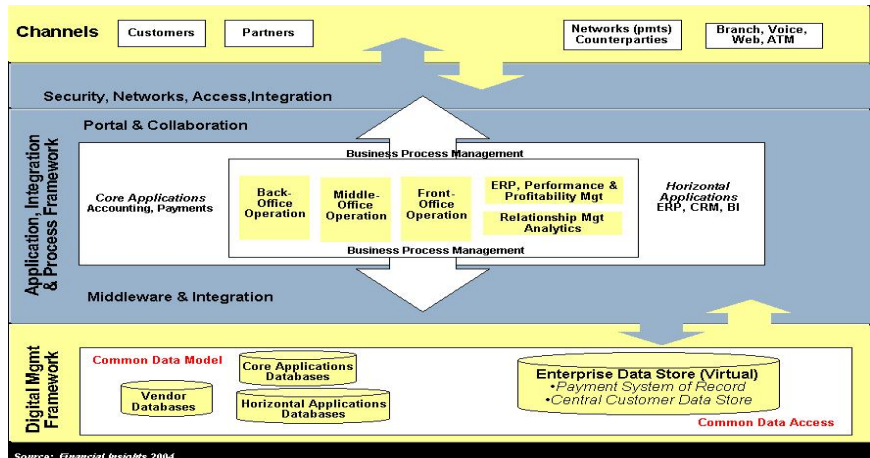 Channels
Customers
Partners
Networks (pmts)
Counterparties
Branch, Voice,
Web, ATM
Security, Networks, Access,Integration
Application, Integration
& Process Framework
Portal & Collaboration
Business Process Management
Core Applications
Accounting, Payments
Back-
Office
Operation
Middle-
Office
Operation
Front-
Office
Operation
ERP, Performance &
Profitability Mgt
Relationship Mgt
Analytics
Horizontal
Applications
ERP, CRM, BI
Business Process Management
Middleware & Integration
Digital Mgmt
Framework
Common Data Model
Vendor
Databases
Core Applications
Databases
Horizontal Applications
Databases
Enterprise Data Store (Virtual)
•Payment System of Record
•Central Customer Data Store
Common Data Access
Source: Financial Insights 2004